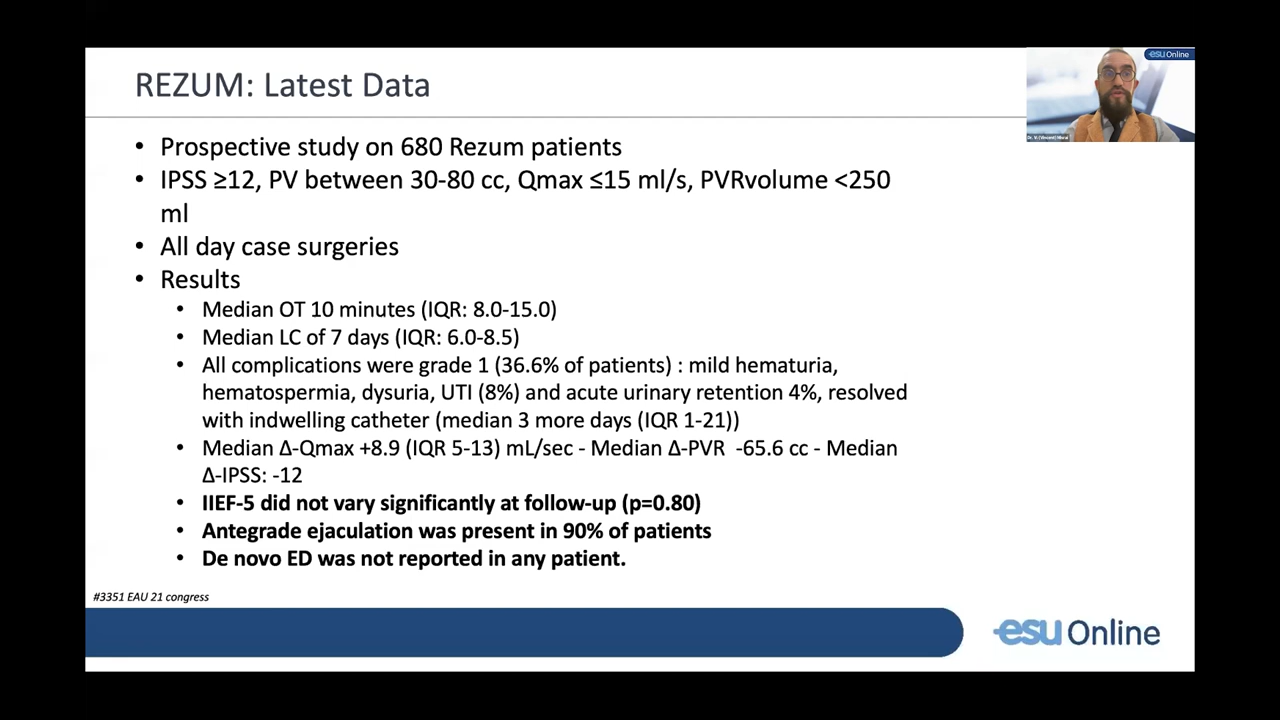 REZUM: Latest Data
esu Online
• Prospective study on 680 Rezum patients
• IPSS ≥12, PV between 30-80 cc, Qmax ≤15 ml/s, PVRvolume <250
ml
• All day case surgeries
• Results
• Median OT 10 minutes (IQR: 8.0-15.0)
• Median LC of 7 days (IQR: 6.0-8.5)
• All complications were grade 1 (36.6% of patients) : mild hematuria,
hematospermia, dysuria, UTI (8%) and acute urinary retention 4%, resolved
with indwelling catheter (median 3 more days (IQR 1-21))
• Median Δ-Qmax +8.9 (IQR 5-13) mL/sec - Median Δ-PVR -65.6 cc - Median
Δ-IPSS: -12
• IIEF-5 did not vary significantly at follow-up (p=0.80)
• Antegrade ejaculation was present in 90% of patients
• De novo ED was not reported in any patient.
#3351 EAU 21 congress
esu Online